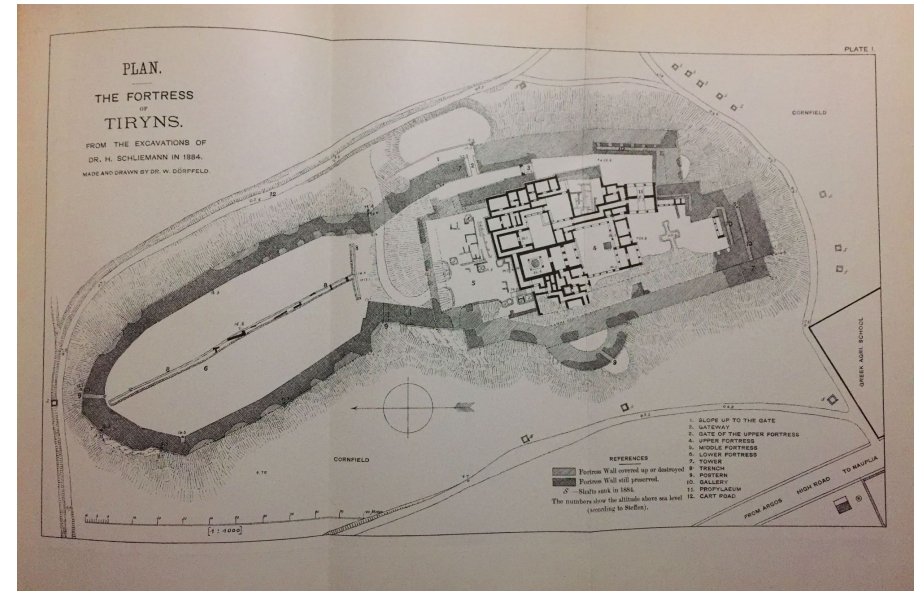 PLATE I.
PLAN.
THE FORTRESS
OF
TIRYNS.
FROM THE EXCAVATIONS OF
DR. H. SCHLIEMANN IN 1884.
MADE AND DRAWN BY DR. W. DÖRPFELD.
CORNFIELD
GREEK AGRI. SCHOOL
CORNFIELD
REFERENCES
Fortress Wall covered up or destroyed
Fortress Wall still preserved.
Shafts sunk in 1884.
The numbers show the altitude above sea level
(according to Steffen).
1. SLOPE UP TO THE GATE
2. GATEWAY
3. GATE OF THE UPPER FORTRESS
4. UPPER FORTRESS
5. MIDDLE FORTRESS
6. LOWER FORTRESS
7. TOWER
8. TRENCH
9. POSTERN
10. GALLERY
11. PROPYLAEUM
12. CART ROAD
FROM ARGOS HIGH ROAD TO NAUPLIA